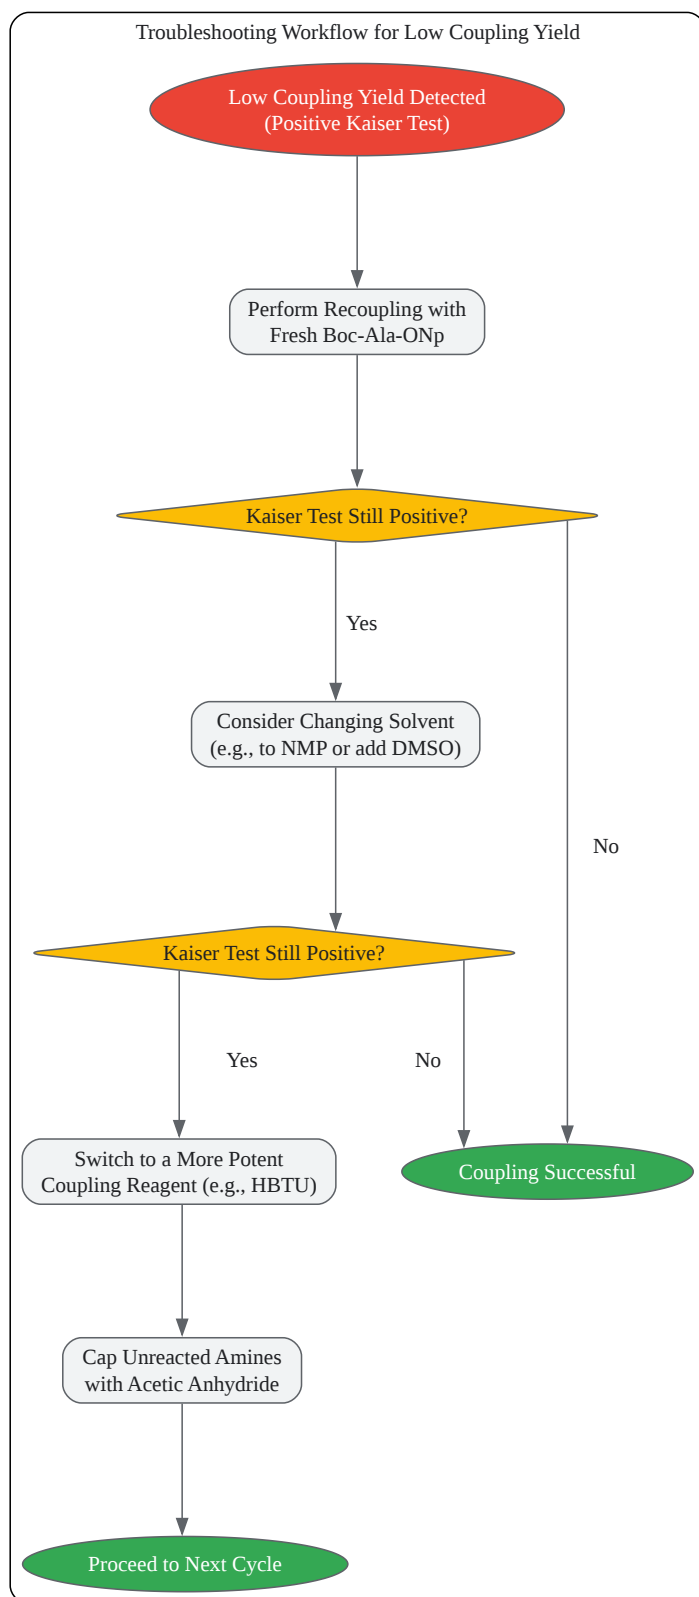 Troubleshooting Workflow for Low Coupling Yield
Low Coupling Yield Detected
(Positive Kaiser Test)
Perform Recoupling with
Fresh Boc-Ala-ONp
Kaiser Test Still Positive?
Yes
Consider Changing Solvent
(e.g., to NMP or add DMSO)
No
Kaiser Test Still Positive?
Yes
No
Switch to a More Potent
Coupling Reagent (e.g., HBTU)
Coupling Successful
Cap Unreacted Amines
with Acetic Anhydride
Proceed to Next Cycle